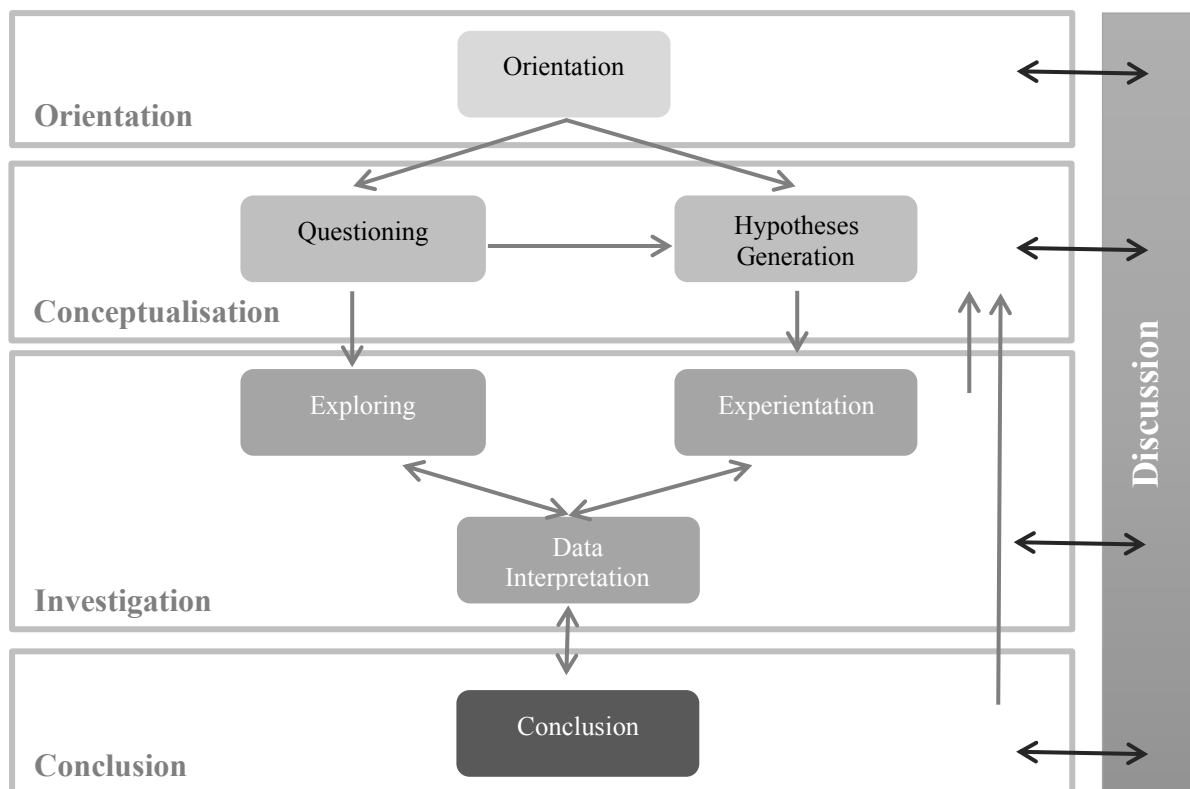 Orientation
Orientation
Questioning
Hypotheses
Generation
Conceptualisation
Exploring
Experientation
Data
Interpretation
Investigation
Conclusion
Conclusion
Discussion